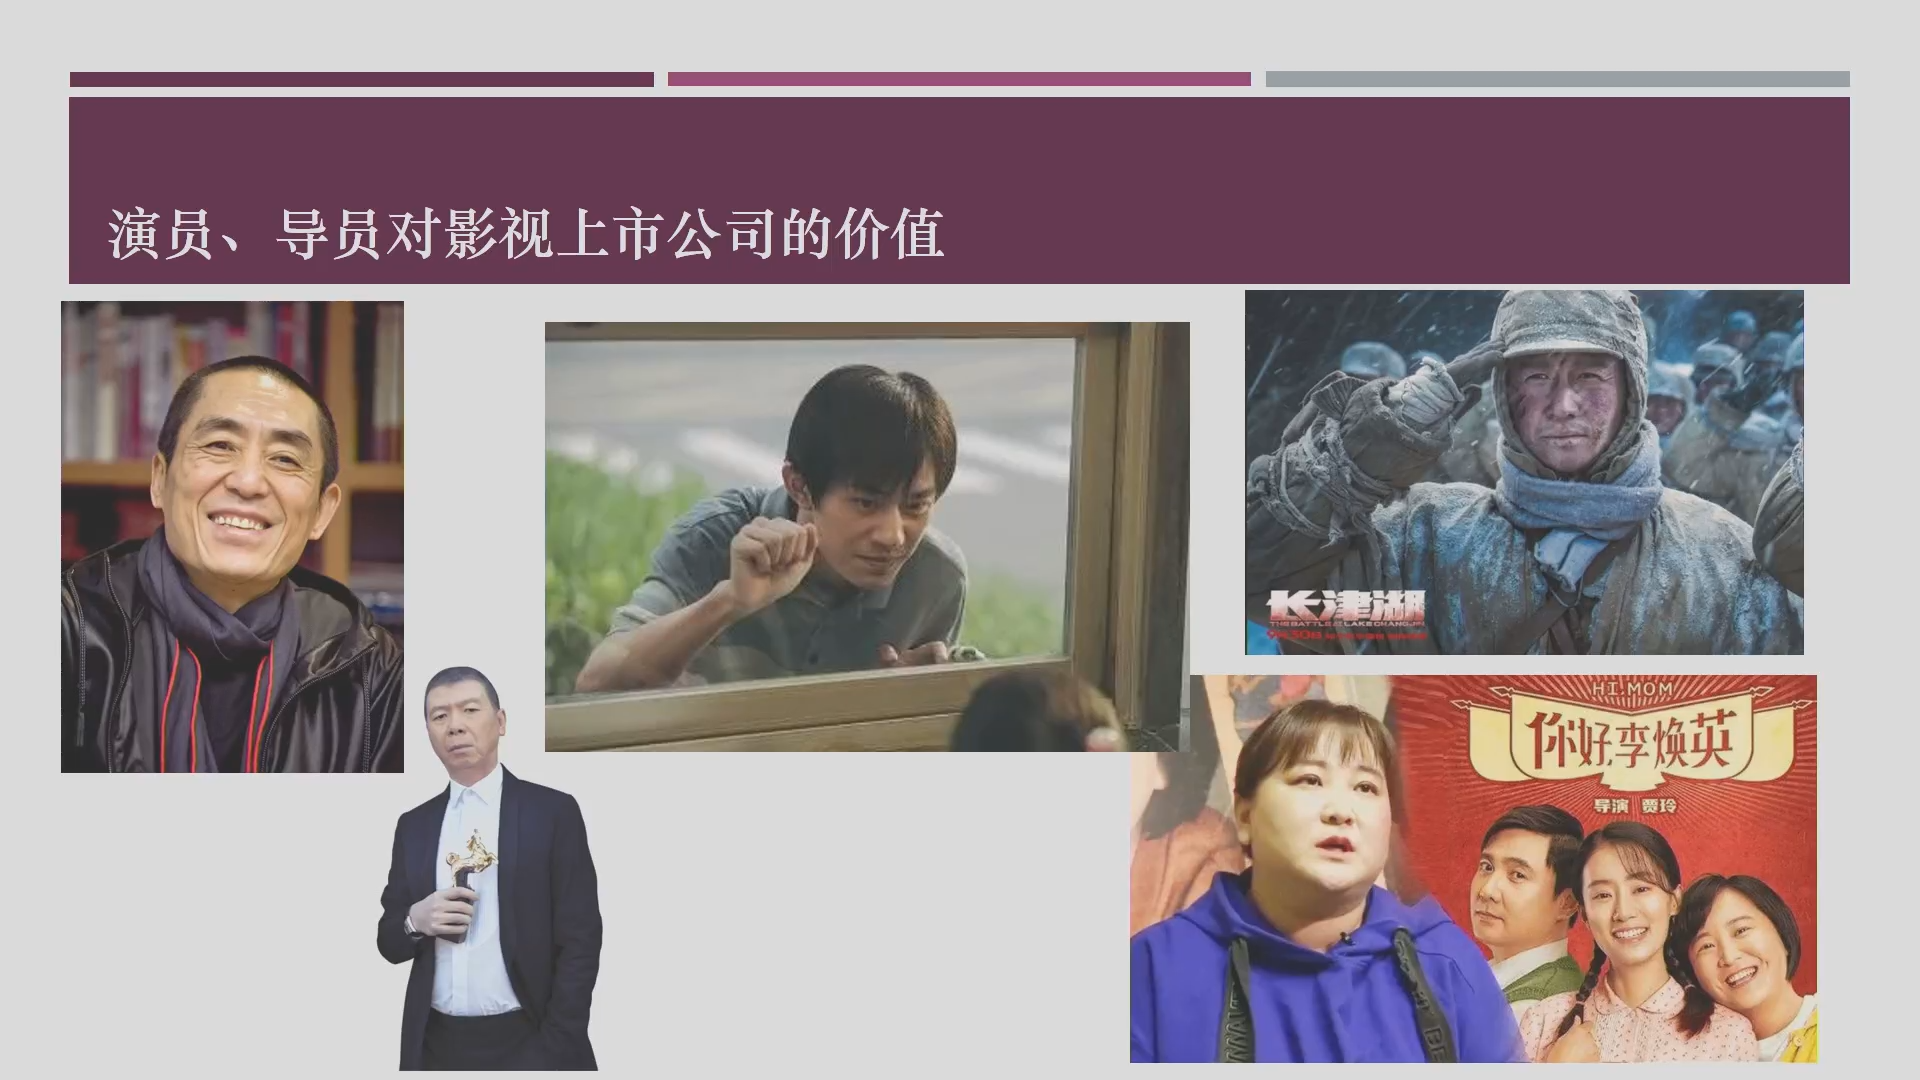 演员、导员对影视上市公司的价值
长津湖
THE BATTLE AT LAKE CHANGJIN
HI, MOM
你好,李焕英
导演 贾玲